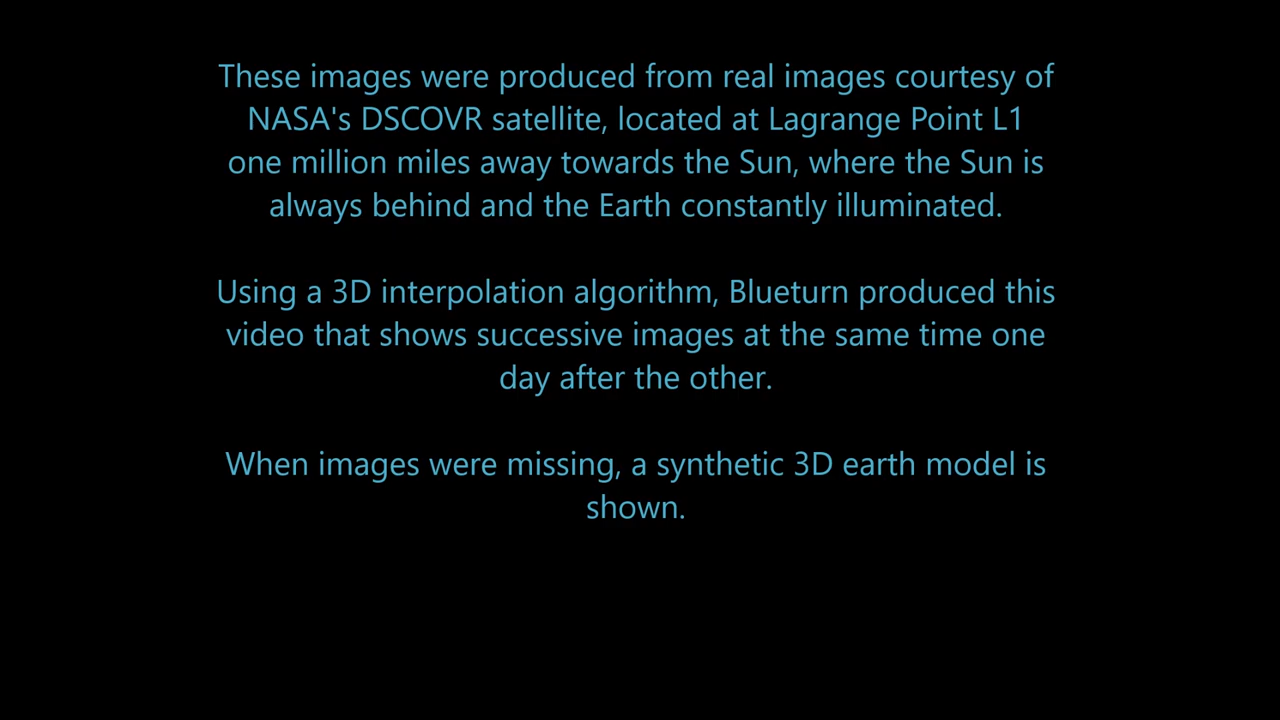 These images were produced from real images courtesy of
NASA's DSCOVR satellite, located at Lagrange Point L1
one million miles away towards the Sun, where the Sun is
always behind and the Earth constantly illuminated.
Using a 3D interpolation algorithm, Blueturn produced this
video that shows successive images at the same time one
day after the other.
When images were missing, a synthetic 3D earth model is
shown.